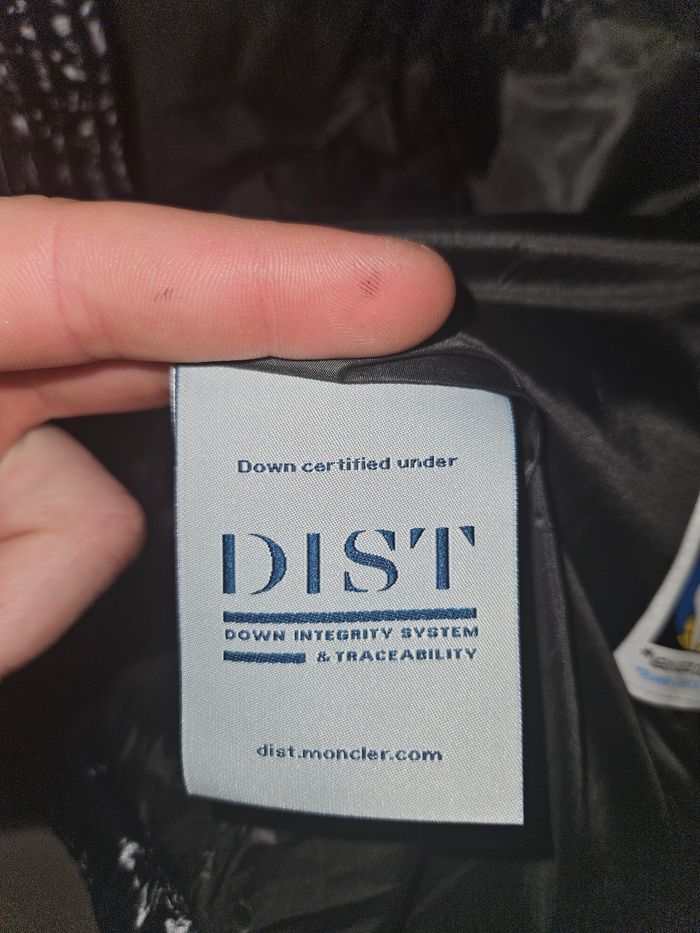 Down certified under
DIST
DOWN INTEGRITY SYSTEM
& TRACEABILITY
dist.moncler.com